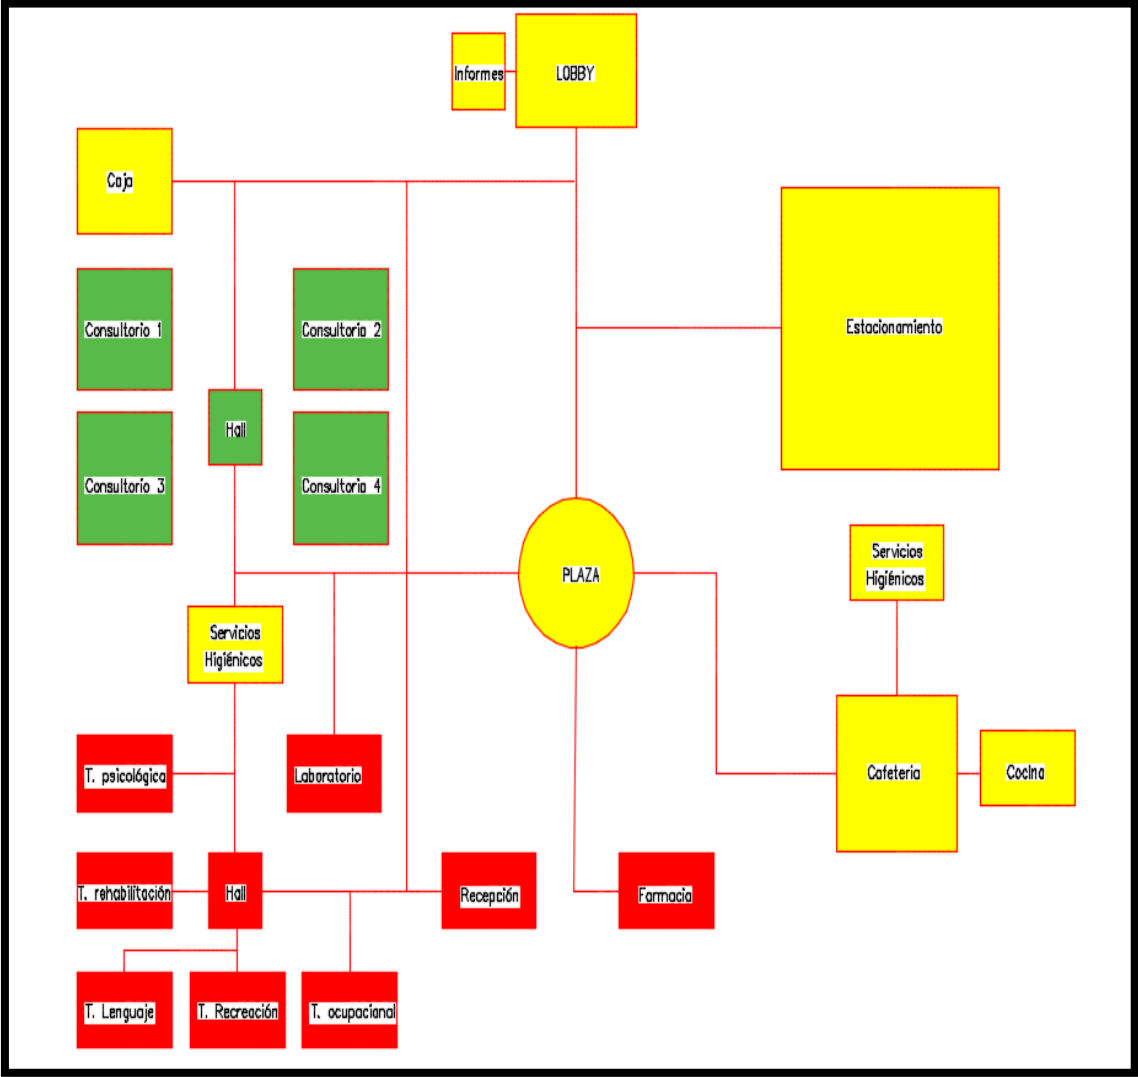 Informes
LOBBY
Caja
Consultorio 1
Consultorio 2
Estacionamiento
Hall
Consultorio 3
Consultorio 4
Servicios
Higiénicos
PLAZA
Servicios
Higiénicos
T. psicológica
Laboratorio
Cafeteria
Cocina
T. rehabilitación
Hall
Recepción
Farmacia
T. Lenguaje
T. Recreación
T. ocupacional